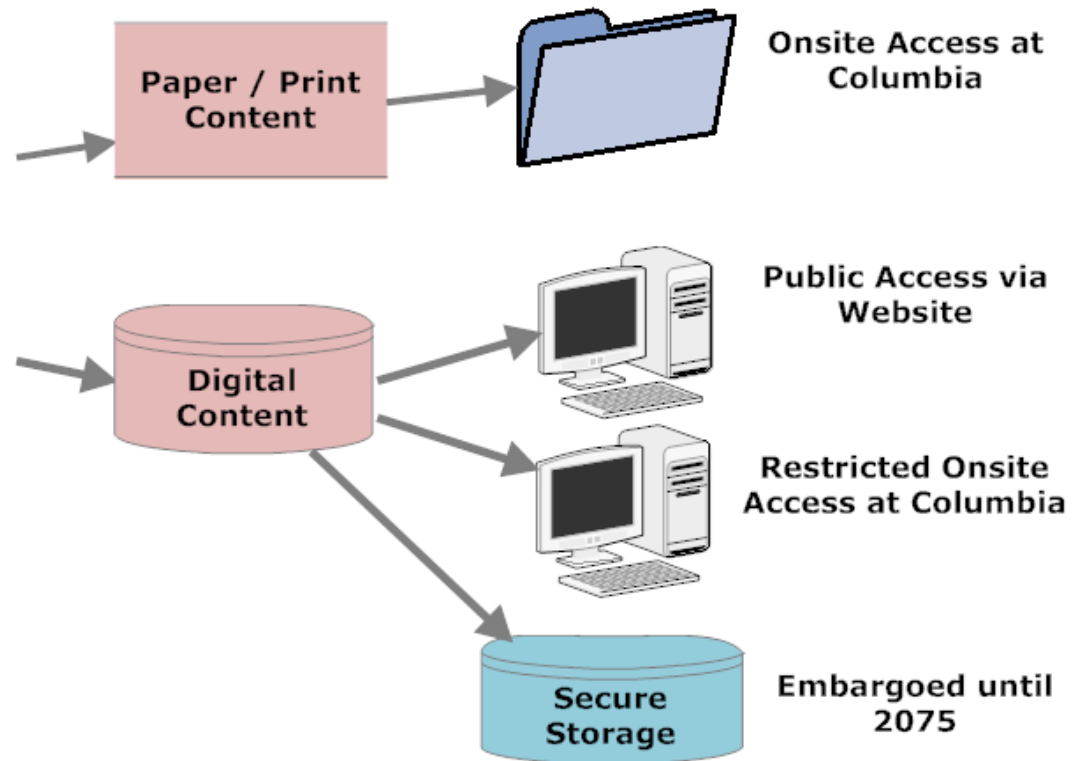 Paper / Print
Content
Onsite Access at
Columbia
Digital
Content
Public Access via
Website
Restricted Onsite
Access at Columbia
Secure
Storage
Embargoed until
2075